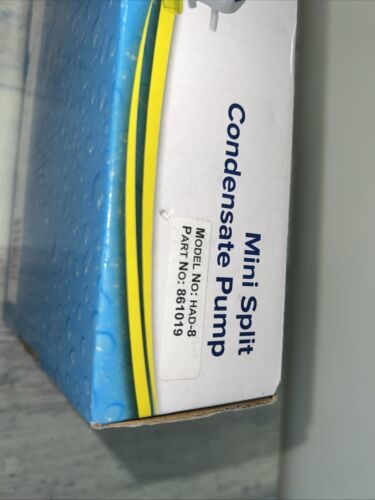 Mini Split
Condensate Pump
MODEL NO: HAD-8
PART NO: 861019